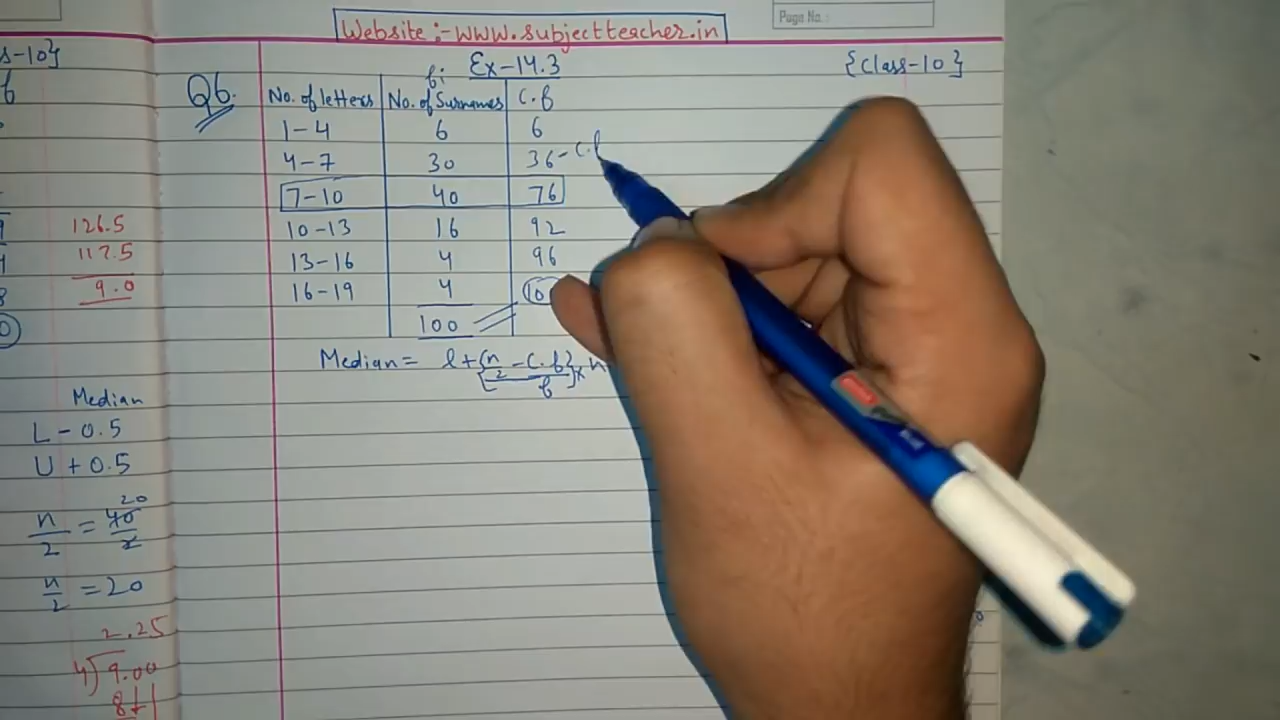 Website:-www.subjectteacher.in
Page No.:
Ex-14.3
{Class-10}
s-10}
Q6.
fi
No. of letters No. of Surnames C.f
1-4 6 6
4-7 30 36-C.f
7-10 40 76
10-13 16 92
13-16 4 96
16-19 4
100
Median= l+[n/2-C.f/f]×h
126.5
117.5
9.0
Median
L-0.5
U+0.5
n/2=40/2 20
n/2=20
2.25
4)9.00
8↓